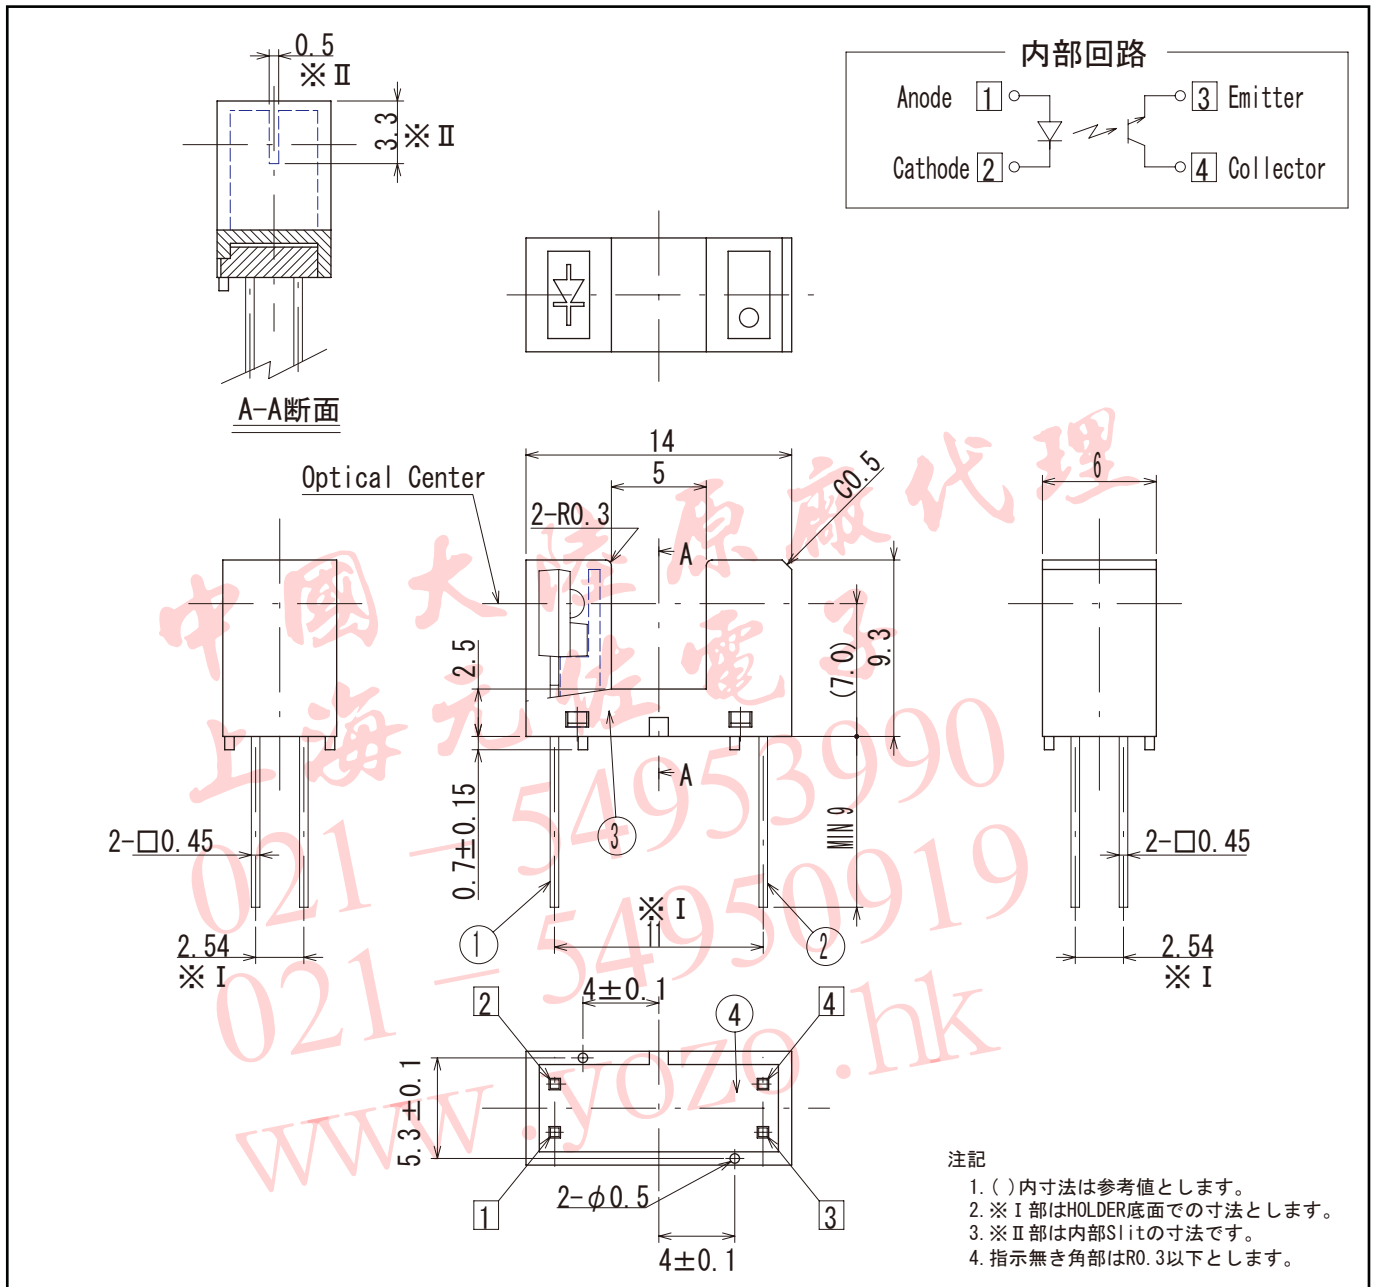 0.5
※Ⅱ
3.3
※Ⅱ
A-A断面
内部回路
Anode 1
3 Emitter
Cathode 2
4 Collector
14
5
C0.5
6
Optical Center
2-R0.3
A
2.5
(7.0)
9.3
A
0.7±0.15
MIN 9
2-□0.45
2-□0.45
3
※Ⅰ
11
1
2
2.54
※Ⅰ
2.54
※Ⅰ
4±0.1
2
4
4
5.3±0.1
2-φ0.5
1
3
4±0.1
注記
1.( )内寸法は参考値とします。
2.※Ⅰ部はHOLDER底面での寸法とします。
3.※Ⅱ部は内部Slitの寸法です。
4.指示無き角部はR0.3以下とします。
中國大陸原廠代理
上海元佐電子
021-54953990
021-54950919
www.yozo.hk